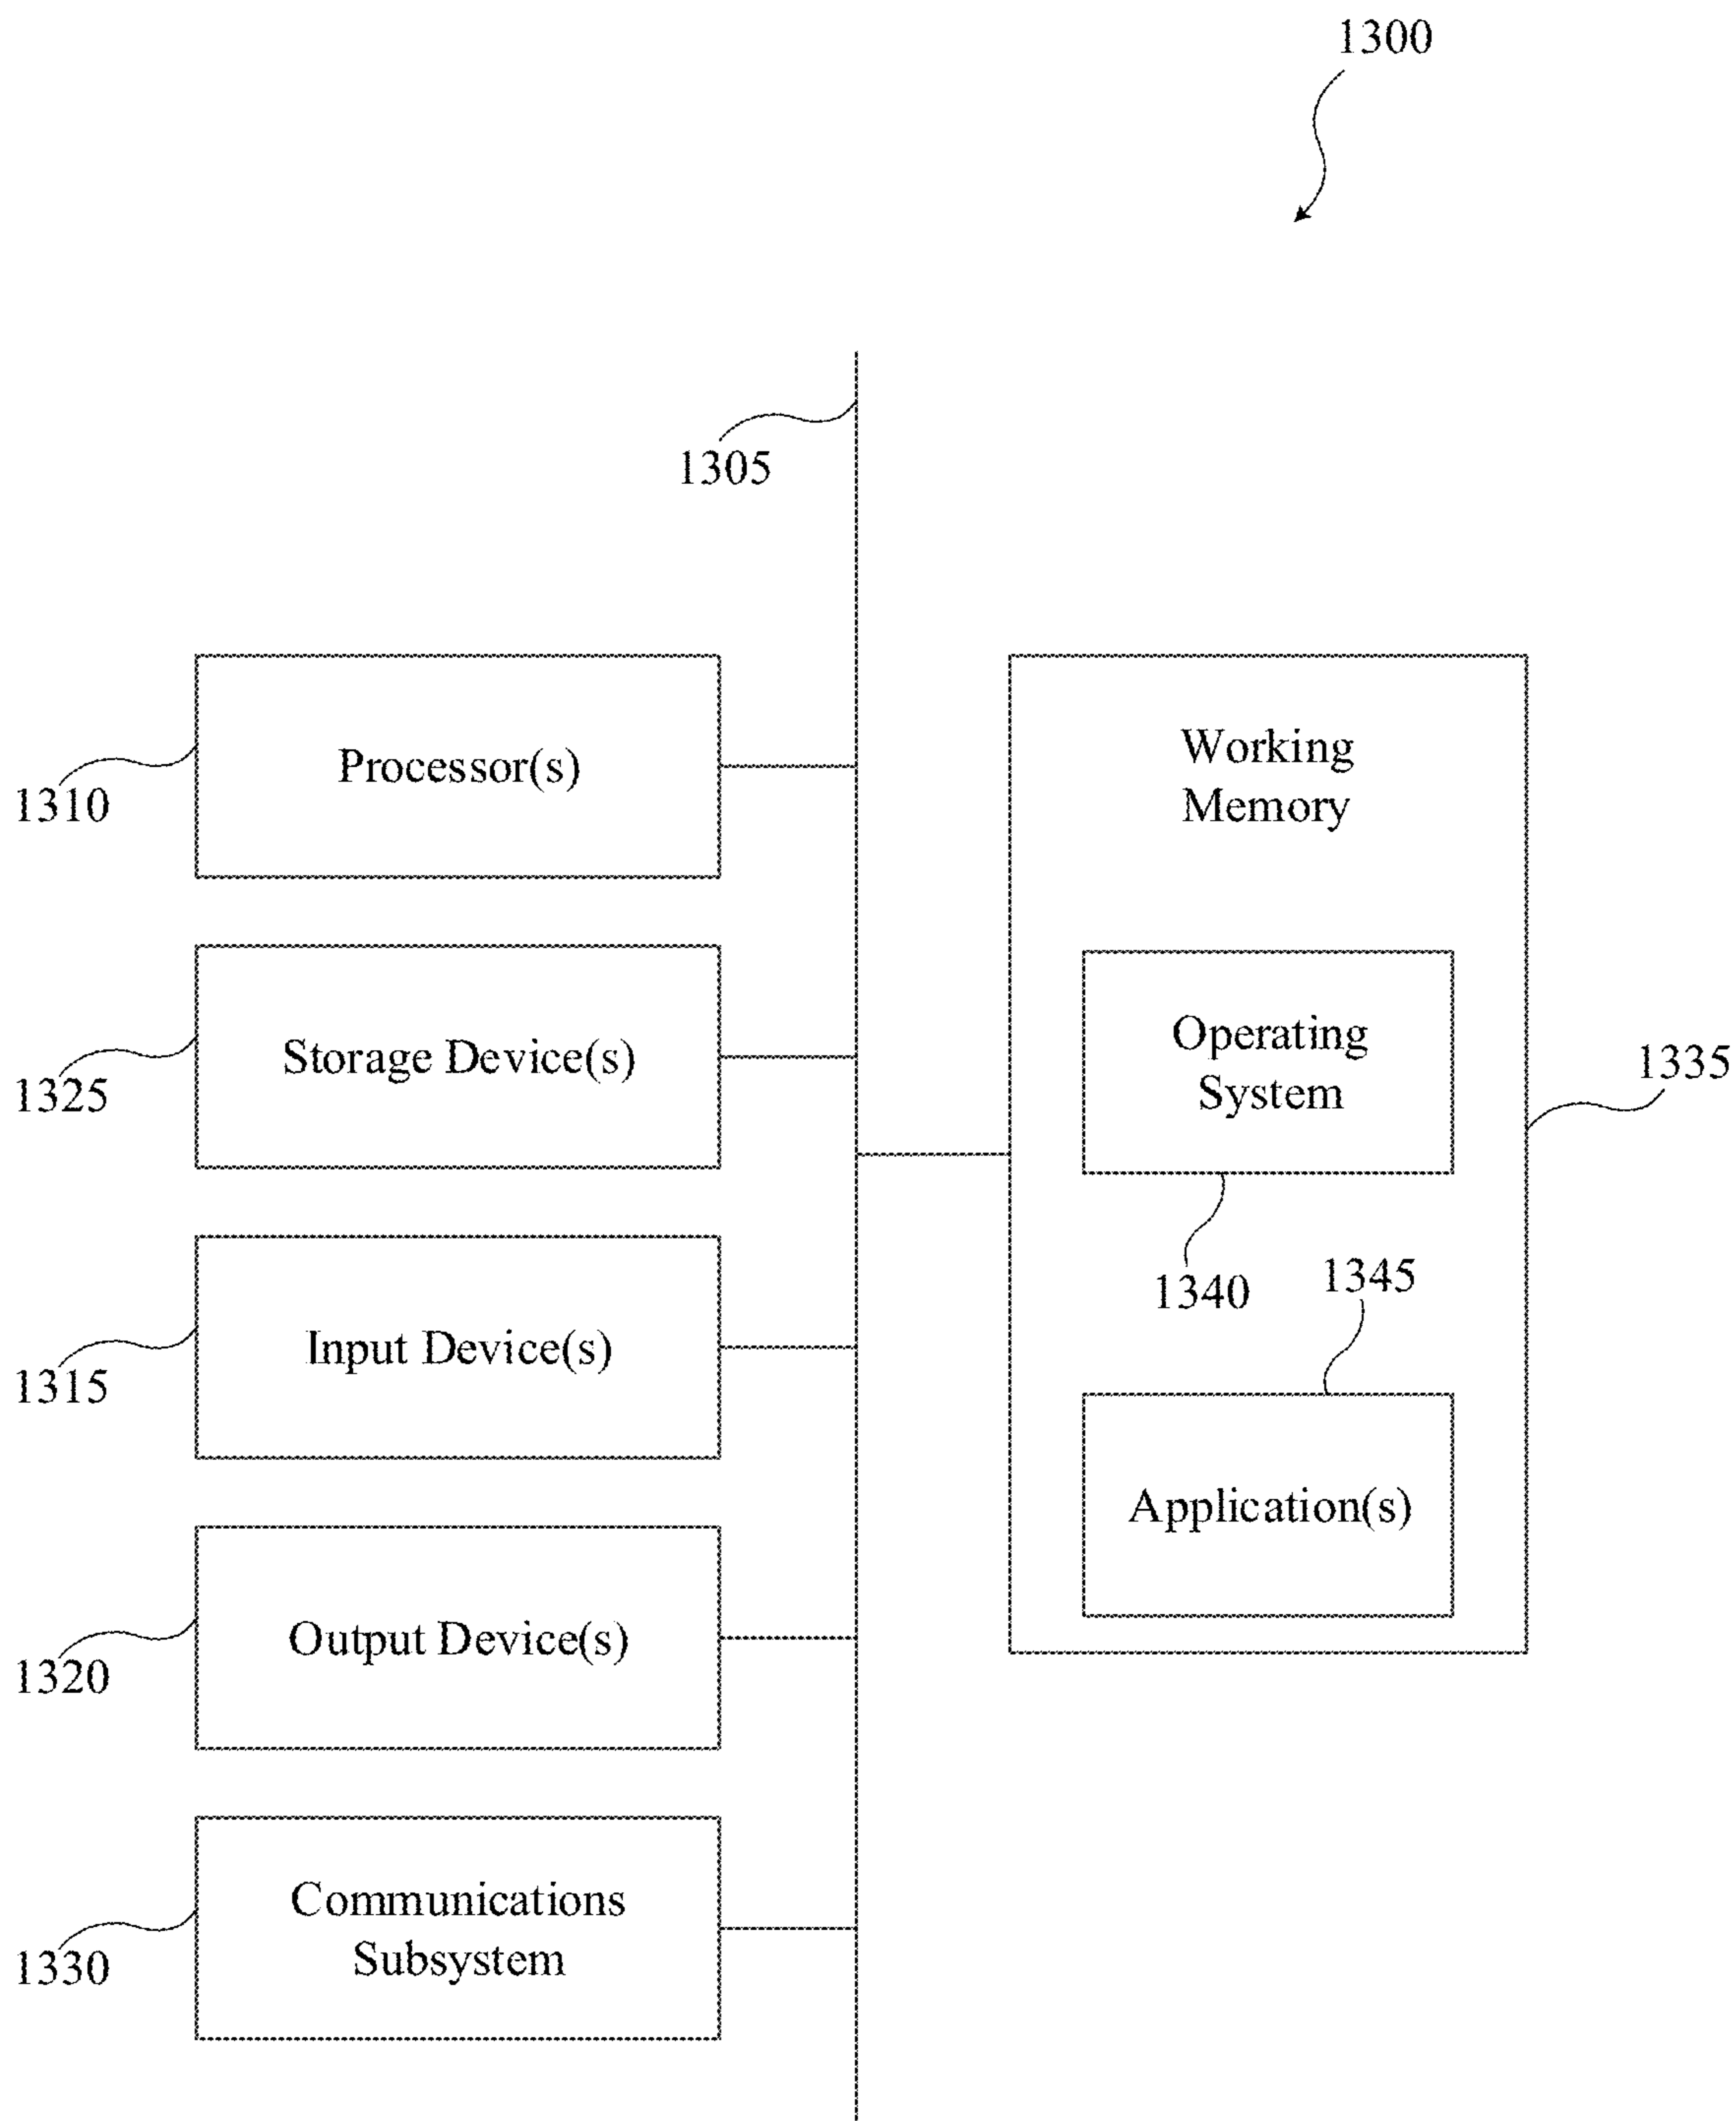 1300
1305
Processor(s)
1310
Storage Device(s)
1325
Input Device(s)
1315
Output Device(s)
1320
Communications
Subsystem
1330
Working
Memory
Operating
System
1335
1340
1345
Application(s)